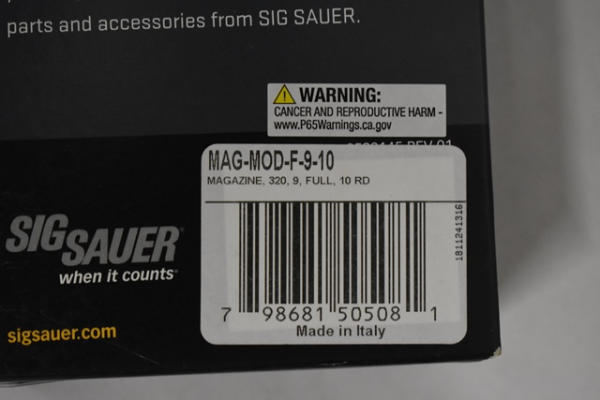 parts and accessories from SIG SAUER.
WARNING:
CANCER AND REPRODUCTIVE HARM -
www.P65Warnings.ca.gov
REV 01
MAG-MOD-F-9-10
MAGAZINE, 320, 9, FULL, 10 RD
1811241316
SIG SAUER
when it counts
7 98681 50508 1
Made in Italy
sigsauer.com